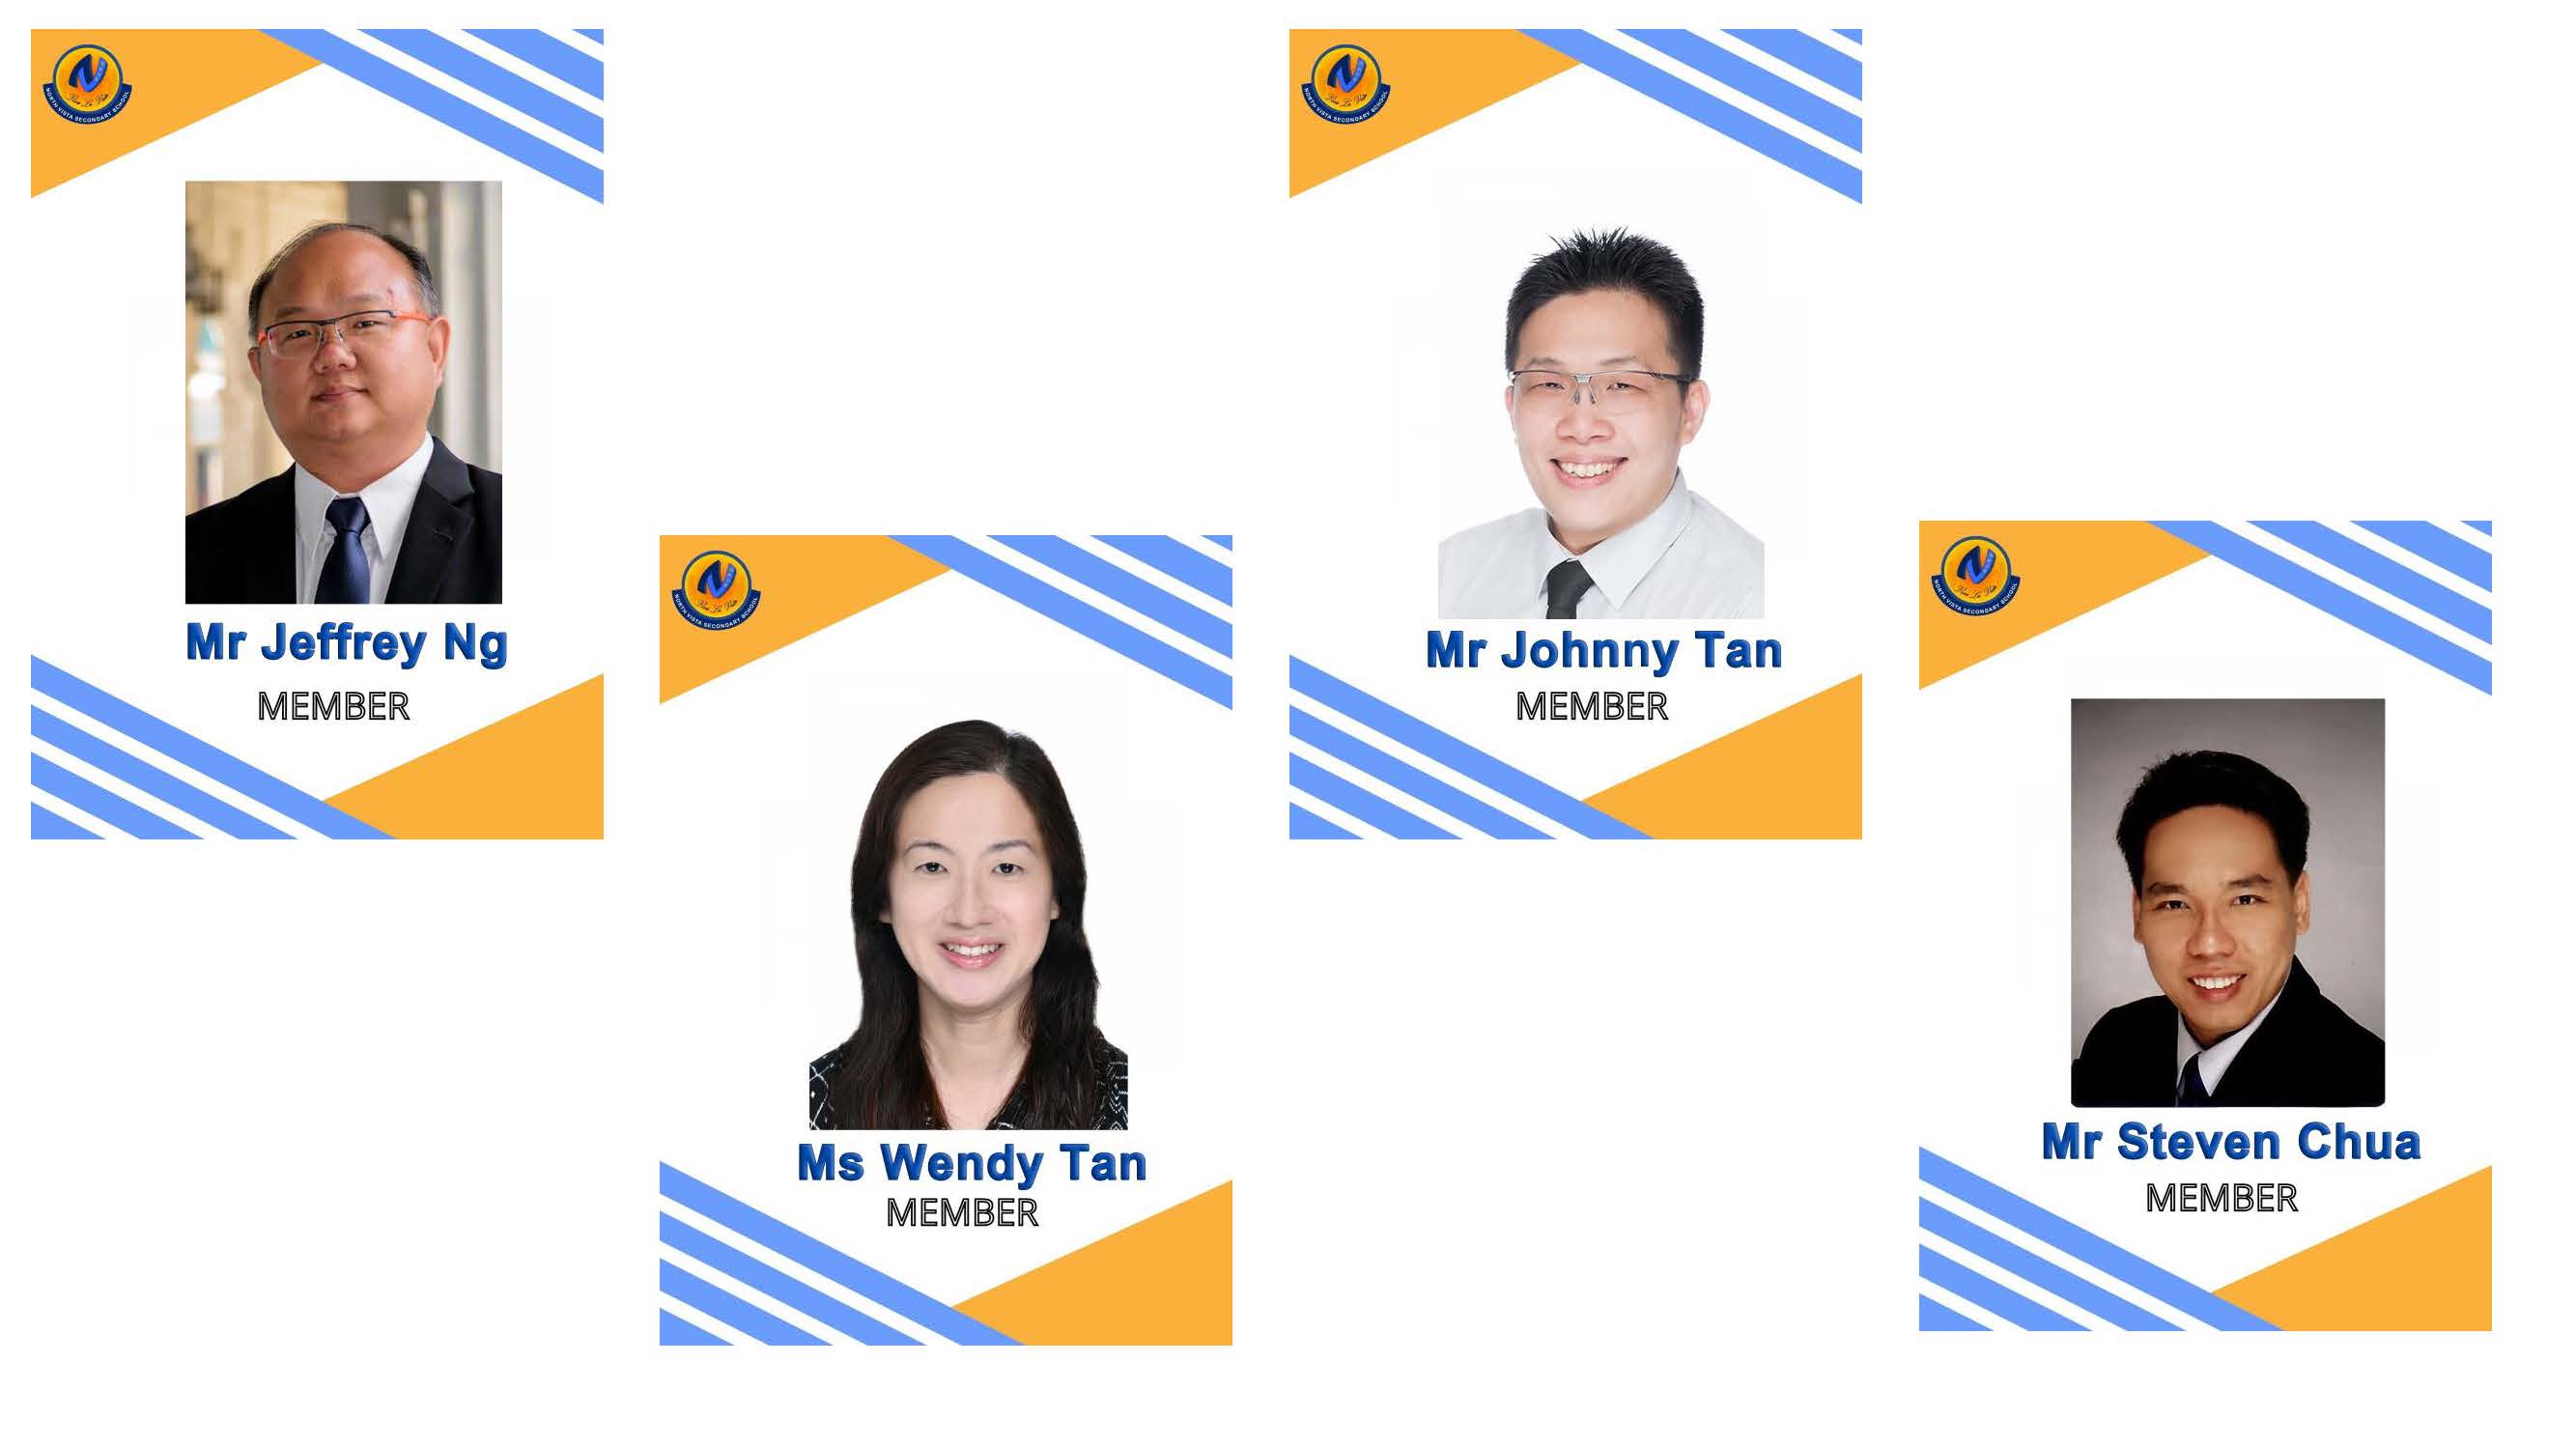 NORTH VISTA SECONDARY SCHOOL
Mr Jeffrey Ng
MEMBER
NORTH VISTA SECONDARY SCHOOL
Ms Wendy Tan
MEMBER
NORTH VISTA SECONDARY SCHOOL
Mr Johnny Tan
MEMBER
NORTH VISTA SECONDARY SCHOOL
Mr Steven Chua
MEMBER